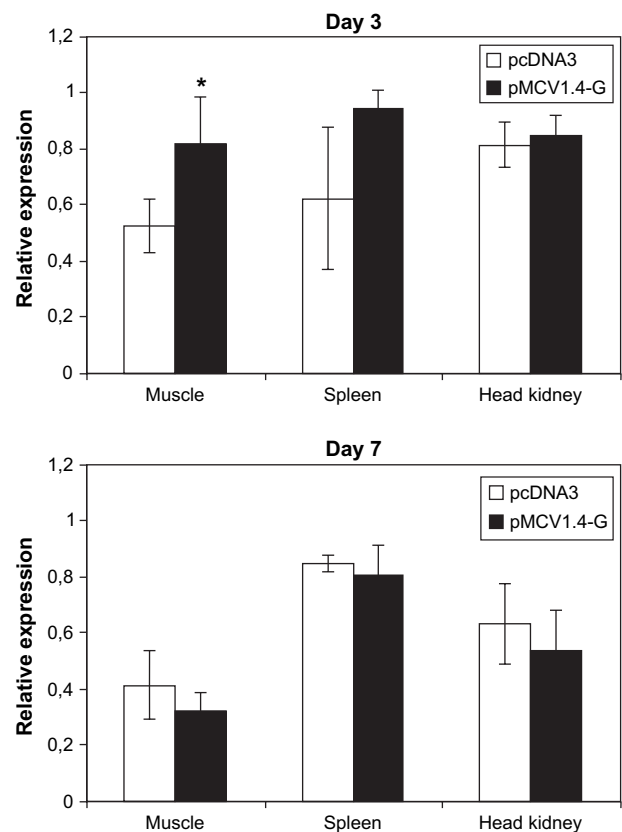 Day 3
1,2
1
0,8
0,6
0,4
0,2
0
Relative expression
pcDNA3
pMCV1.4-G
*
Muscle Spleen Head kidney
Day 7
1,2
1
0,8
0,6
0,4
0,2
0
Relative expression
pcDNA3
pMCV1.4-G
Muscle Spleen Head kidney